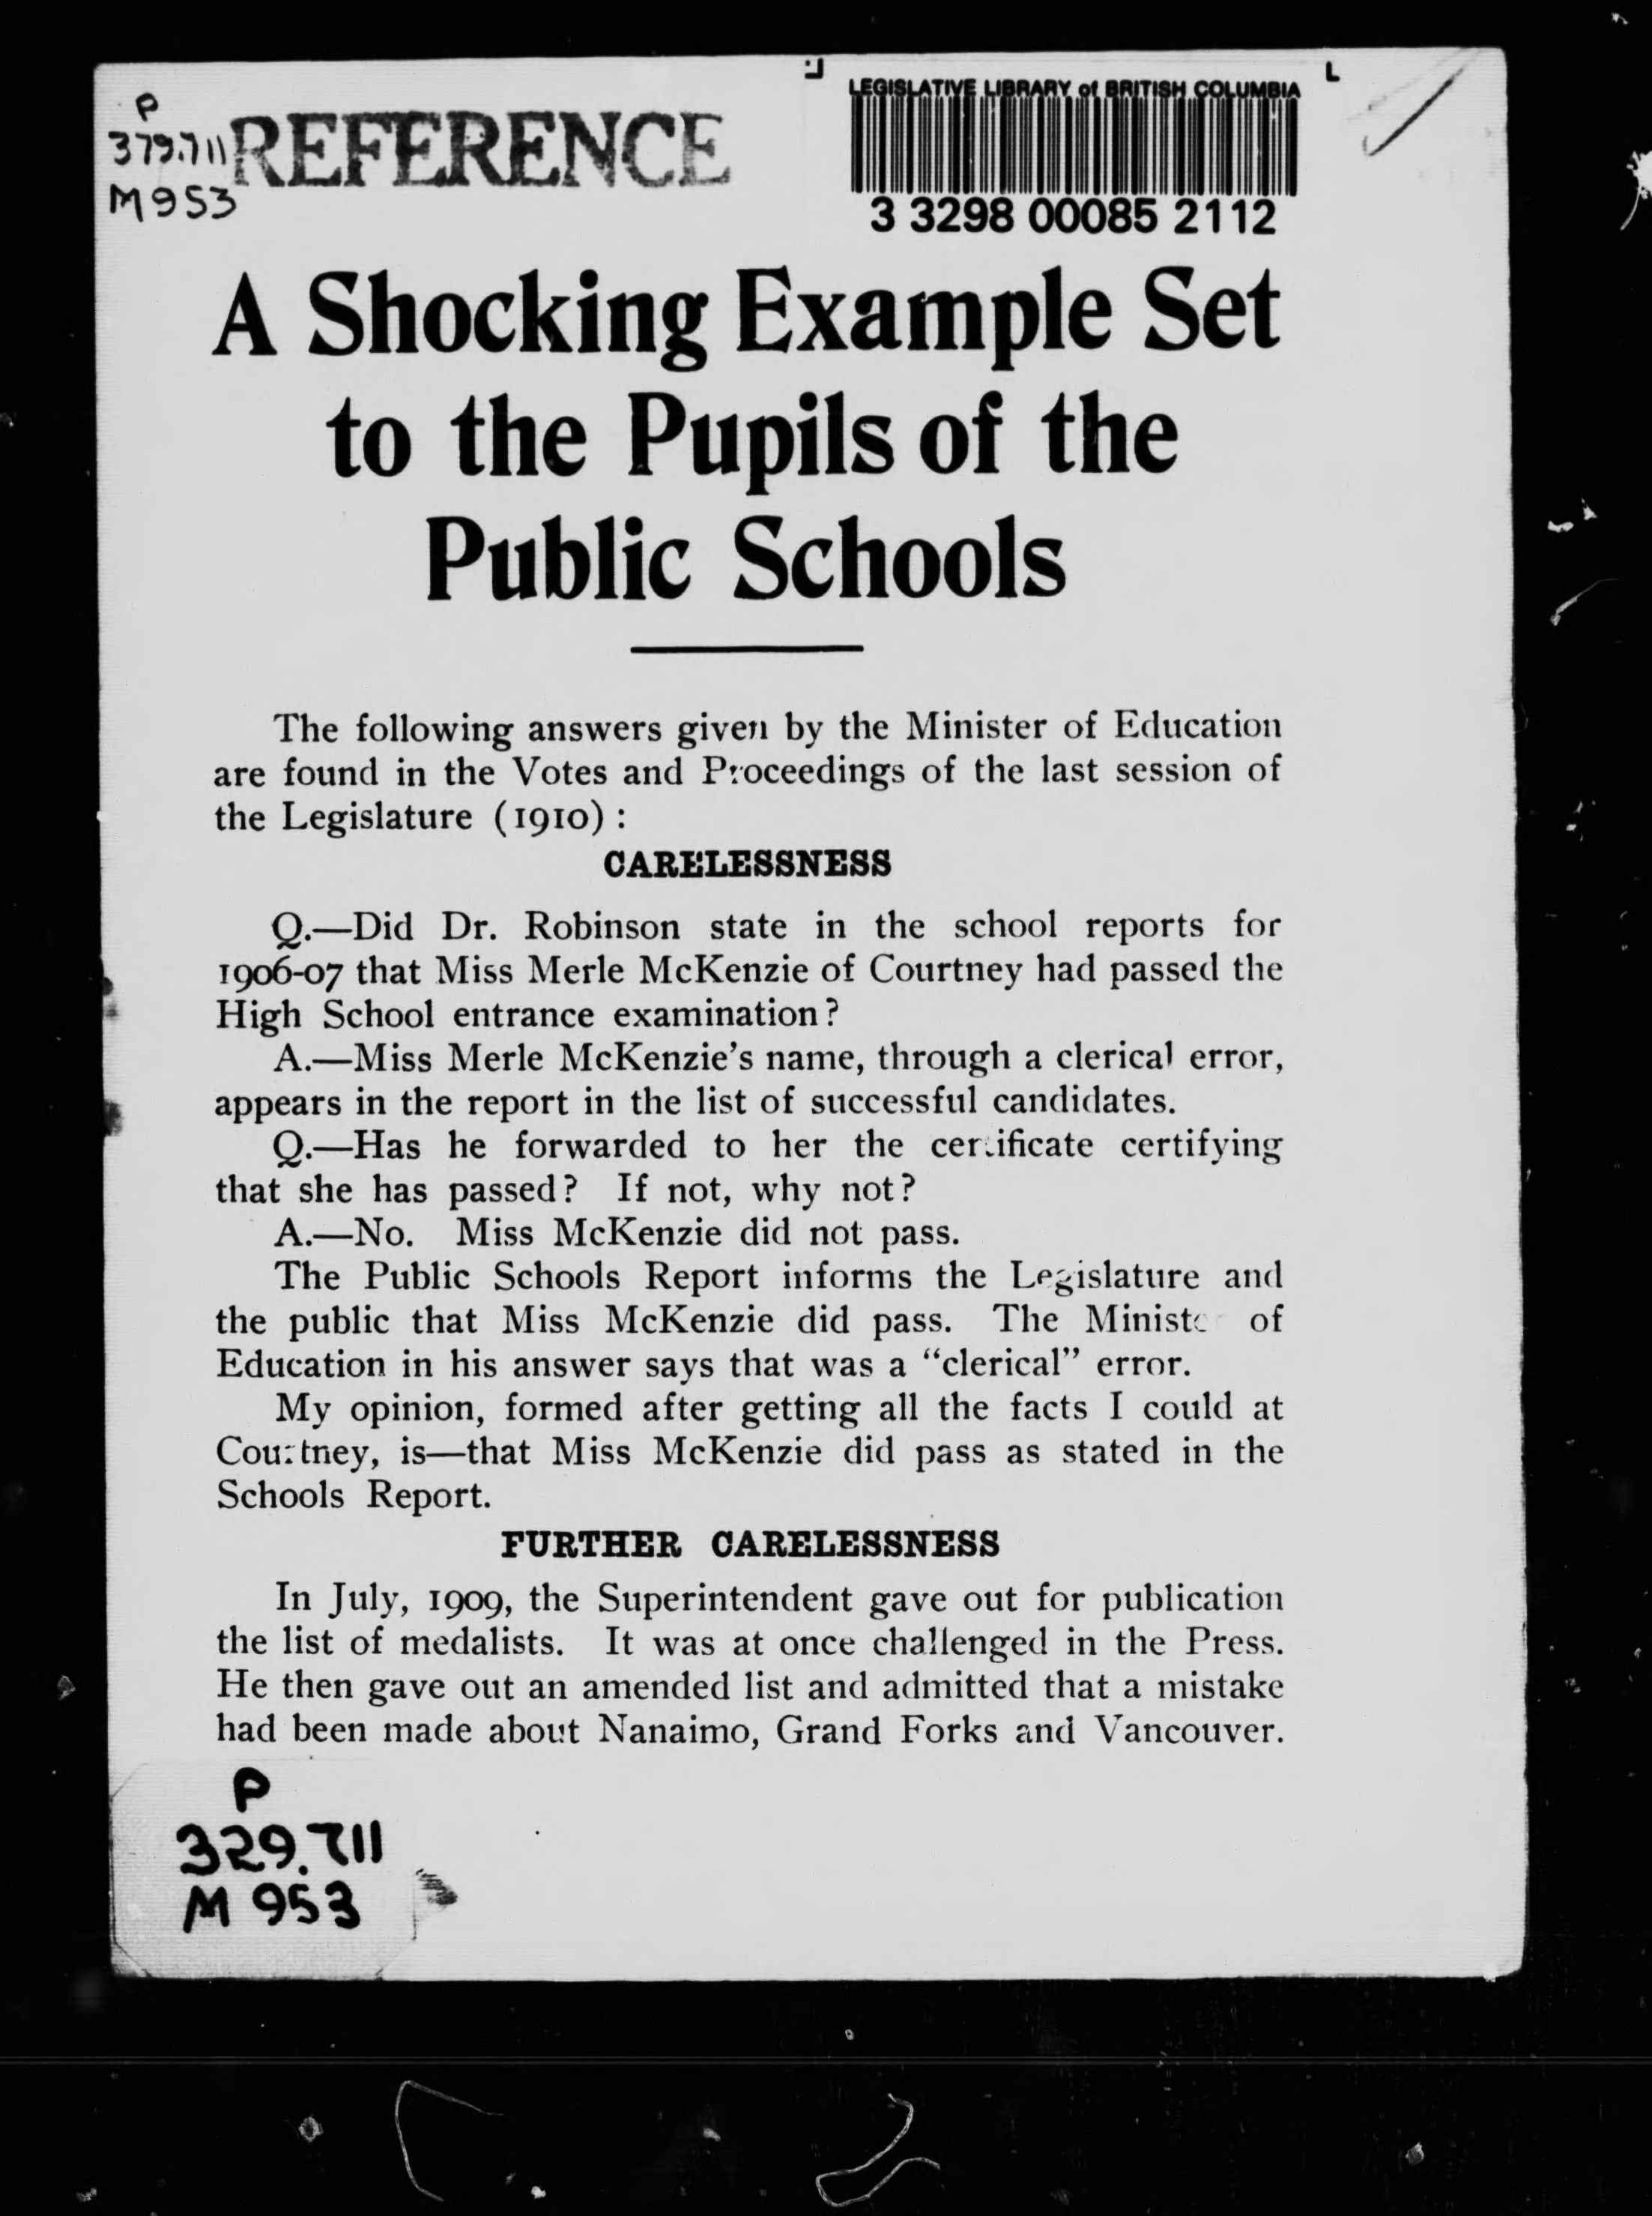 P
379.711
M953
REFERENCE
LEGISLATIVE LIBRARY of BRITISH COLUMBIA
3 3298 00085 2112
A Shocking Example Set
to the Pupils of the
Public Schools
The following answers given by the Minister of Education
are found in the Votes and Proceedings of the last session of
the Legislature (1910) :
CARELESSNESS
Q.—Did Dr. Robinson state in the school reports for
1906-07 that Miss Merle McKenzie of Courtney had passed the
High School entrance examination?
A.—Miss Merle McKenzie's name, through a clerical error,
appears in the report in the list of successful candidates.
Q.—Has he forwarded to her the certificate certifying
that she has passed? If not, why not?
A.—No. Miss McKenzie did not pass.
The Public Schools Report informs the Legislature and
the public that Miss McKenzie did pass. The Minister of
Education in his answer says that was a "clerical" error.
My opinion, formed after getting all the facts I could at
Courtney, is—that Miss McKenzie did pass as stated in the
Schools Report.
FURTHER CARELESSNESS
In July, 1909, the Superintendent gave out for publication
the list of medalists. It was at once challenged in the Press.
He then gave out an amended list and admitted that a mistake
had been made about Nanaimo, Grand Forks and Vancouver.
P
329.711
M 953